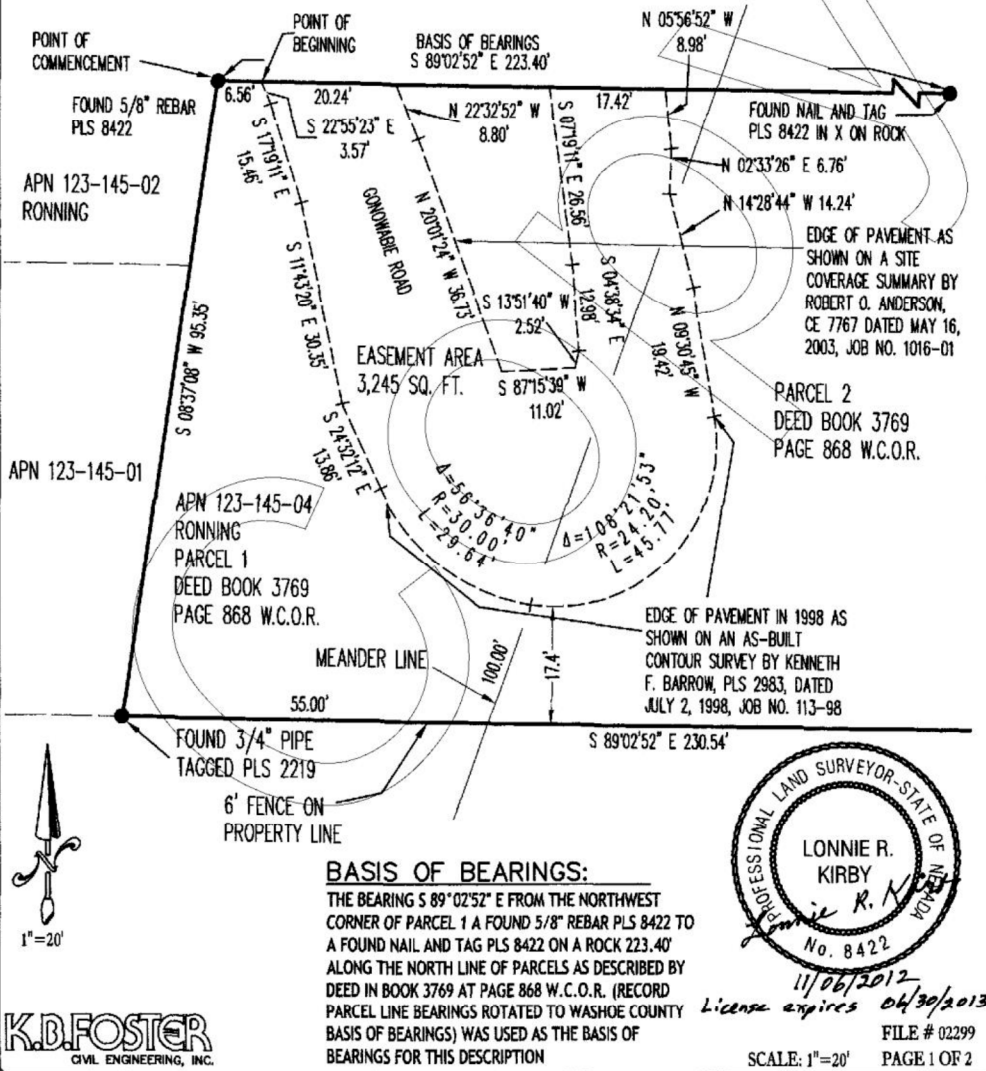 POINT OF
COMMENCEMENT
POINT OF
BEGINNING
BASIS OF BEARINGS
S 89°02'52" E 223.40'
N 05°56'52" W
8.98'
FOUND 5/8" REBAR
PLS 8422
6.56'
20.24'
17.42'
S 22°55'23" E
3.57'
N 22°32'52" W
8.80'
FOUND NAIL AND TAG
PLS 8422 IN X ON ROCK
S 17°19'11" E
15.46'
APN 123-145-02
RONNING
GONOWABIE ROAD
N 20°01'24" W 36.73'
S 07°19'11" E 26.56'
N 02°33'26" E 6.76'
N 14°28'44" W 14.24'
EDGE OF PAVEMENT AS
SHOWN ON A SITE
COVERAGE SUMMARY BY
ROBERT O. ANDERSON,
CE 7767 DATED MAY 16,
2003, JOB NO. 1016-01
S 11°43'20" E 30.35'
S 13°51'40" W
2.52'
S 04°38'34" E
12.98'
N 09°30'45" W
19.42'
S 08°37'08" W 95.35'
EASEMENT AREA
3,245 SQ. FT.
S 87°15'39" W
11.02'
PARCEL 2
DEED BOOK 3769
PAGE 868 W.C.O.R.
S 24°32'12" E
13.86'
APN 123-145-01
APN 123-145-04
RONNING
PARCEL 1
DEED BOOK 3769
PAGE 868 W.C.O.R.
Δ=56°36'40"
R=30.00'
L=29.64'
Δ=108°21'53"
R=24.20'
L=45.77'
EDGE OF PAVEMENT IN 1998 AS
SHOWN ON AN AS-BUILT
CONTOUR SURVEY BY KENNETH
F. BARROW, PLS 2983, DATED
JULY 2, 1998, JOB NO. 113-98
MEANDER LINE
100.00'
17.4'
55.00'
S 89°02'52" E 230.54'
FOUND 3/4" PIPE
TAGGED PLS 2219
6' FENCE ON
PROPERTY LINE
N
1"=20'
BASIS OF BEARINGS:
THE BEARING S 89°02'52" E FROM THE NORTHWEST
CORNER OF PARCEL 1 A FOUND 5/8" REBAR PLS 8422 TO
A FOUND NAIL AND TAG PLS 8422 ON A ROCK 223.40'
ALONG THE NORTH LINE OF PARCELS AS DESCRIBED BY
DEED IN BOOK 3769 AT PAGE 868 W.C.O.R. (RECORD
PARCEL LINE BEARINGS ROTATED TO WASHOE COUNTY
BASIS OF BEARINGS) WAS USED AS THE BASIS OF
BEARINGS FOR THIS DESCRIPTION
PROFESSIONAL LAND SURVEYOR-STATE OF NEVADA
LONNIE R.
KIRBY
Lonnie R. Kirby
No. 8422
11/06/2012
License expires 06/30/2013
K.B.FOSTER
CIVIL ENGINEERING, INC.
FILE # 02299
SCALE: 1"=20'
PAGE 1 OF 2